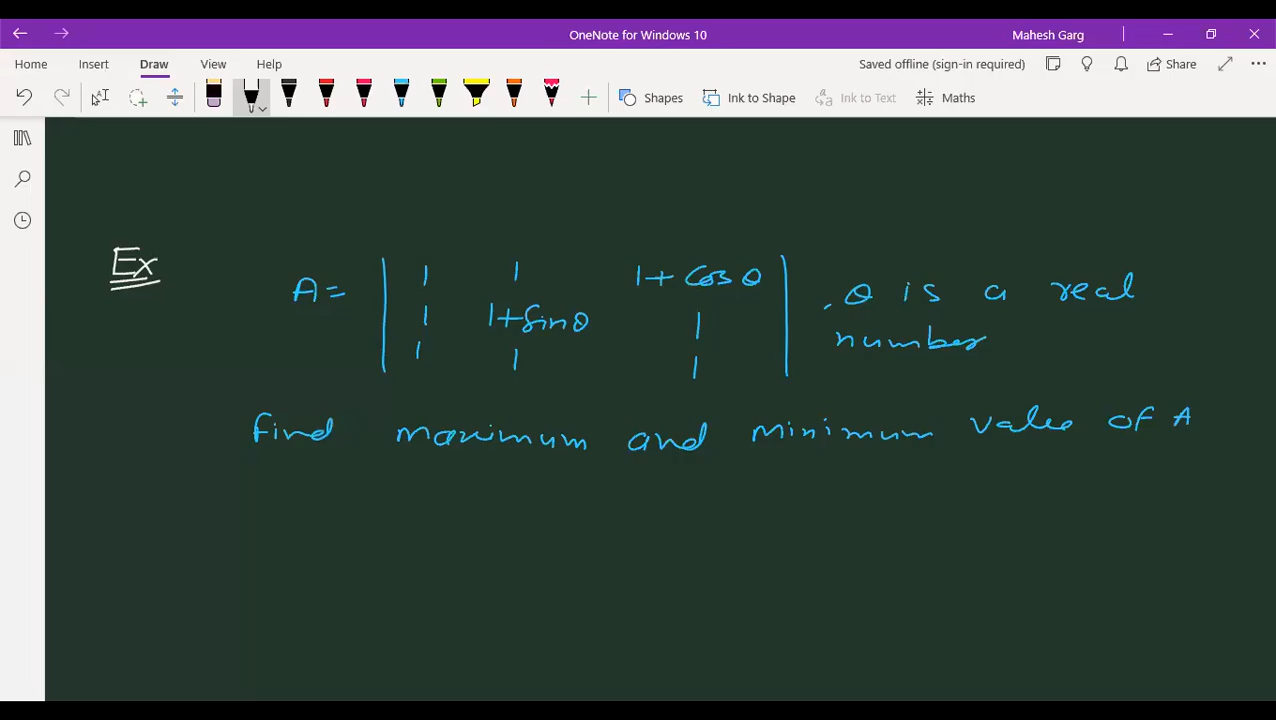 OneNote for Windows 10
Mahesh Garg
Home Insert Draw View Help
Saved offline (sign-in required)
Share
Shapes
Ink to Shape
Ink to Text
Maths
Ex
A = | 1 1 1 + Cos θ | , θ is a real
1 1+Sinθ 1 number
1 1 1
find maximum and minimum value of A